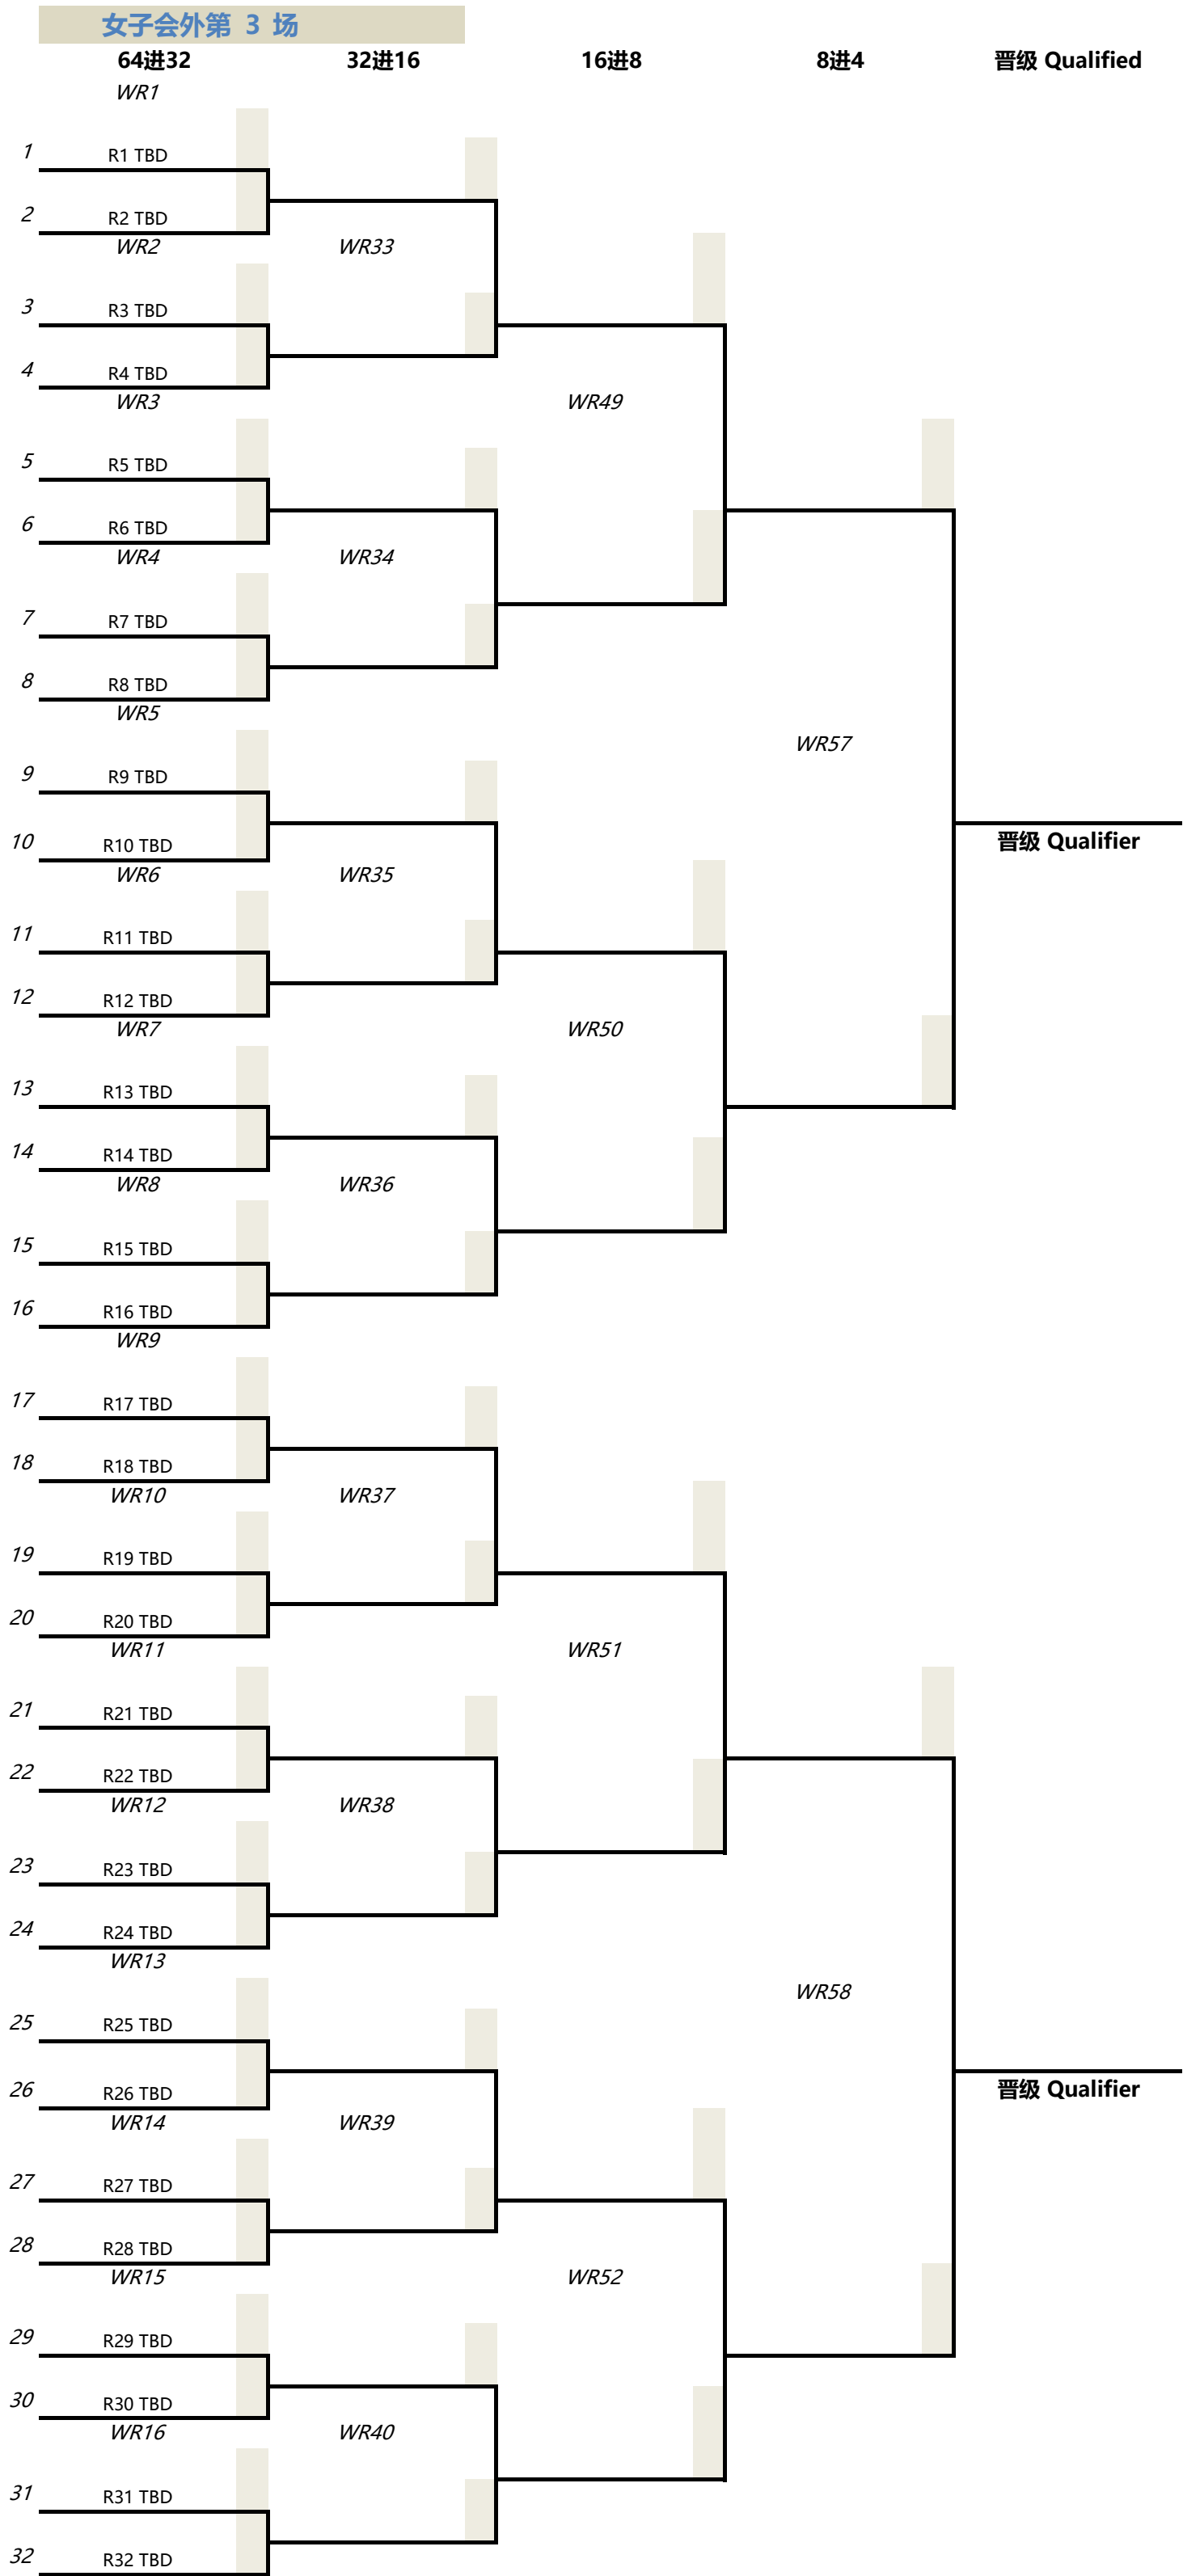 女子会外第 3 场
64进32 32进16 16进8 8进4 晋级 Qualified
WR1
1 R1 TBD
2 R2 TBD
WR2 WR33
3 R3 TBD
4 R4 TBD
WR3 WR49
5 R5 TBD
6 R6 TBD
WR4 WR34
7 R7 TBD
8 R8 TBD
WR5
WR57
9 R9 TBD
10 R10 TBD 晋级 Qualifier
WR6 WR35
11 R11 TBD
12 R12 TBD
WR7 WR50
13 R13 TBD
14 R14 TBD
WR8 WR36
15 R15 TBD
16 R16 TBD
WR9
17 R17 TBD
18 R18 TBD
WR10 WR37
19 R19 TBD
20 R20 TBD
WR11 WR51
21 R21 TBD
22 R22 TBD
WR12 WR38
23 R23 TBD
24 R24 TBD
WR13
WR58
25 R25 TBD
26 R26 TBD 晋级 Qualifier
WR14 WR39
27 R27 TBD
28 R28 TBD
WR15 WR52
29 R29 TBD
30 R30 TBD
WR16 WR40
31 R31 TBD
32 R32 TBD